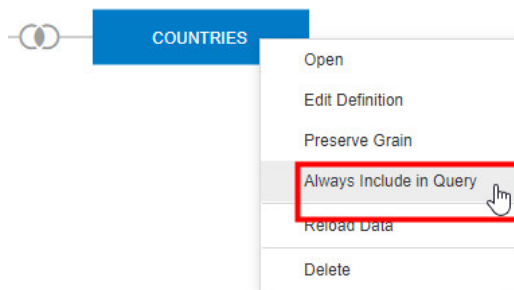 COUNTRIES
Open
Edit Definition
Preserve Grain
Always Include in Query
Reload Data
Delete